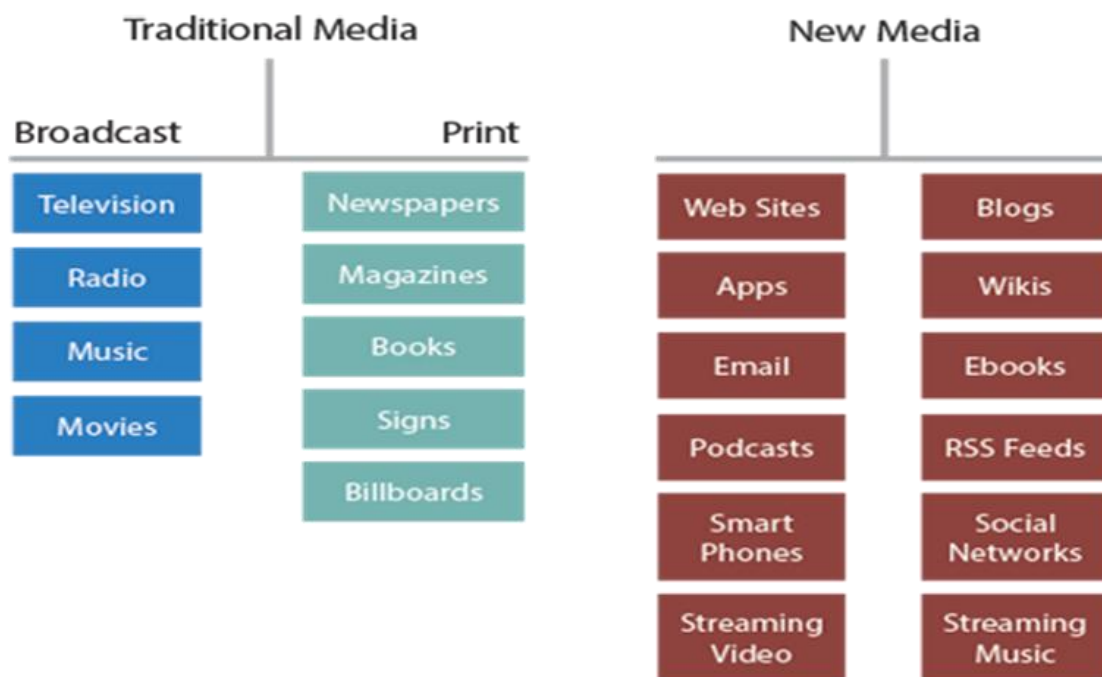 Traditional Media
Broadcast
Print
Television
Radio
Music
Movies
Newspapers
Magazines
Books
Signs
Billboards
New Media
Web Sites
Apps
Email
Podcasts
Smart
Phones
Streaming
Video
Blogs
Wikis
Ebooks
RSS Feeds
Social
Networks
Streaming
Music